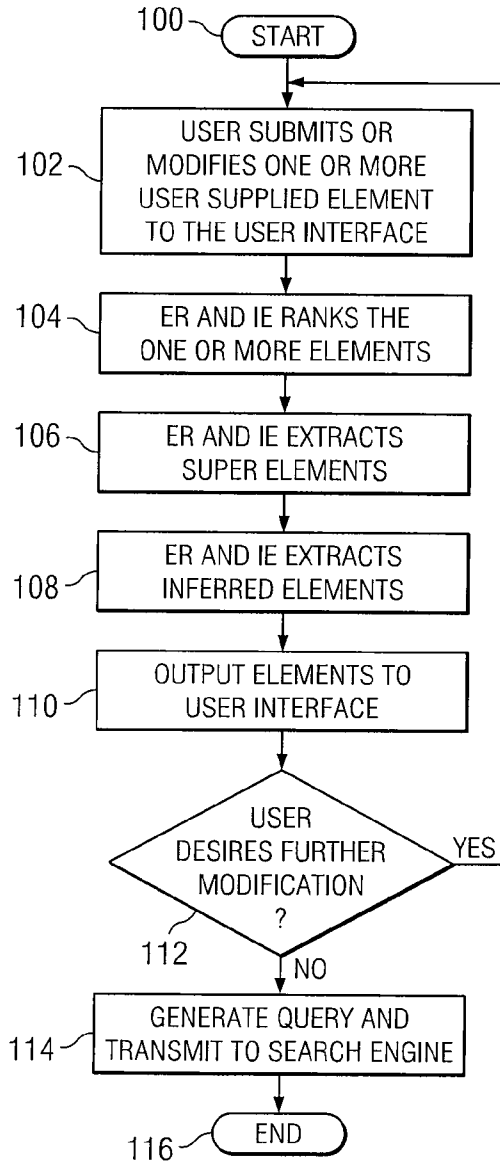 100
START
102
USER SUBMITS OR
MODIFIES ONE OR MORE
USER SUPPLIED ELEMENT
TO THE USER INTERFACE
104
ER AND IE RANKS THE
ONE OR MORE ELEMENTS
106
ER AND IE EXTRACTS
SUPER ELEMENTS
108
ER AND IE EXTRACTS
INFERRED ELEMENTS
110
OUTPUT ELEMENTS TO
USER INTERFACE
USER
DESIRES FURTHER
MODIFICATION
?
YES
112
NO
114
GENERATE QUERY AND
TRANSMIT TO SEARCH ENGINE
116
END